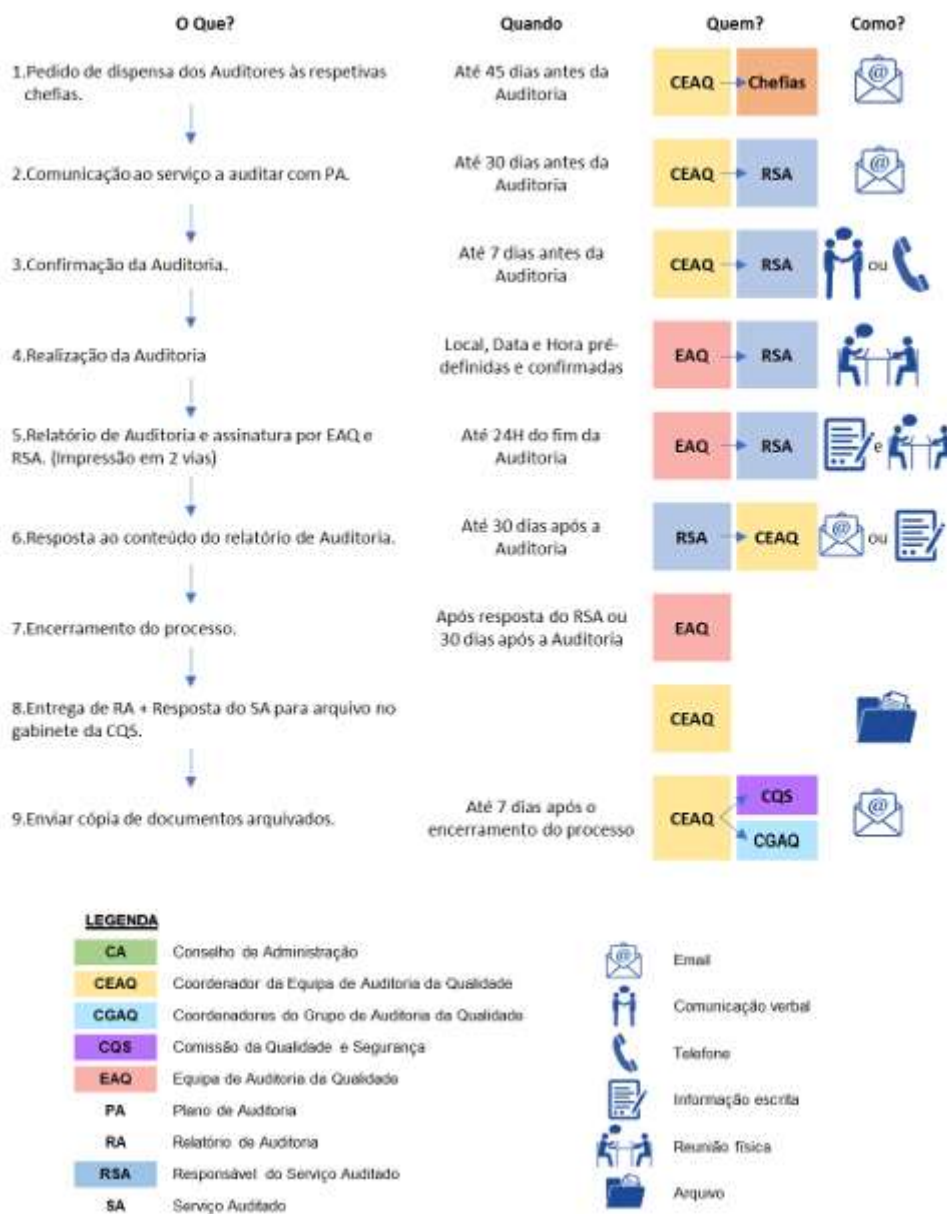 O Que? Quando Quem? Como?
1.Pedido de dispensa dos Auditores às respetivas
chefias.
Até 45 dias antes da
Auditoria
CEAQ Chefias
2.Comunicação ao serviço a auditar com PA.
Até 30 dias antes da
Auditoria
CEAQ RSA
3.Confirmação da Auditoria.
Até 7 dias antes da
Auditoria
CEAQ RSA ou
4.Realização da Auditoria
Local, Data e Hora pré-
definidas e confirmadas
EAQ RSA
5.Relatório de Auditoria e assinatura por EAQ e
RSA. (Impressão em 2 vias)
Até 24H do fim da
Auditoria
EAQ RSA e
6.Resposta ao conteúdo do relatório de Auditoria.
Até 30 dias após a
Auditoria
RSA CEAQ ou
7.Encerramento do processo.
Após resposta do RSA ou
30 dias após a Auditoria
EAQ
8.Entrega de RA + Resposta do SA para arquivo no
gabinete da CQS.
CEAQ
9.Enviar cópia de documentos arquivados.
Até 7 dias após o
encerramento do processo
CEAQ
CQS
CGAQ
LEGENDA
CA Conselho de Administração
CEAQ Coordenador da Equipa de Auditoria da Qualidade
CGAQ Coordenadores do Grupo de Auditoria da Qualidade
CQS Comissão da Qualidade e Segurança
EAQ Equipa de Auditoria da Qualidade
PA Plano de Auditoria
RA Relatório de Auditoria
RSA Responsável do Serviço Auditado
SA Serviço Auditado
Email
Comunicação verbal
Telefone
Informação escrita
Reunião física
Arquivo